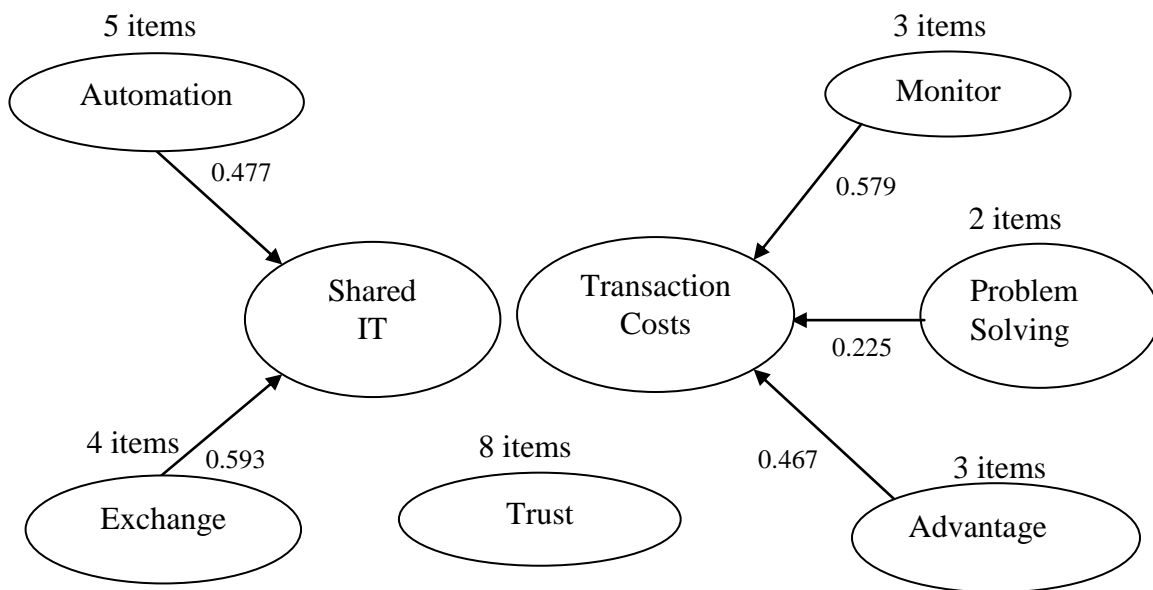 5 items
3 items
Automation
Monitor
0.477
0.579
2 items
Shared
IT
Transaction
Costs
Problem
Solving
0.225
4 items
0.593
8 items
0.467
3 items
Exchange
Trust
Advantage